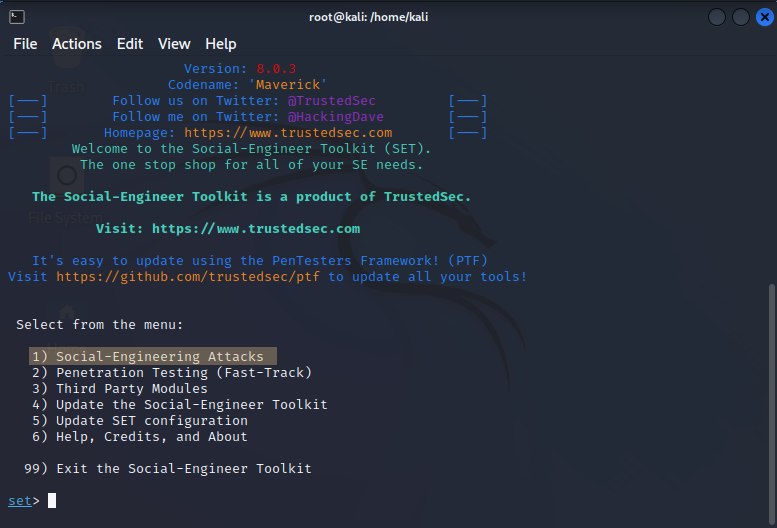 root@kali: /home/kali
File Actions Edit View Help
Version: 8.0.3
Codename: 'Maverick'
[---] Follow us on Twitter: @TrustedSec [---]
[---] Follow me on Twitter: @HackingDave [---]
[---] Homepage: https://www.trustedsec.com [---]
Welcome to the Social-Engineer Toolkit (SET).
The one stop shop for all of your SE needs.
The Social-Engineer Toolkit is a product of TrustedSec.
Visit: https://www.trustedsec.com
It's easy to update using the PenTesters Framework! (PTF)
Visit https://github.com/trustedsec/ptf to update all your tools!
Select from the menu:
1) Social-Engineering Attacks
2) Penetration Testing (Fast-Track)
3) Third Party Modules
4) Update the Social-Engineer Toolkit
5) Update SET configuration
6) Help, Credits, and About
99) Exit the Social-Engineer Toolkit
set>
Trash
File System